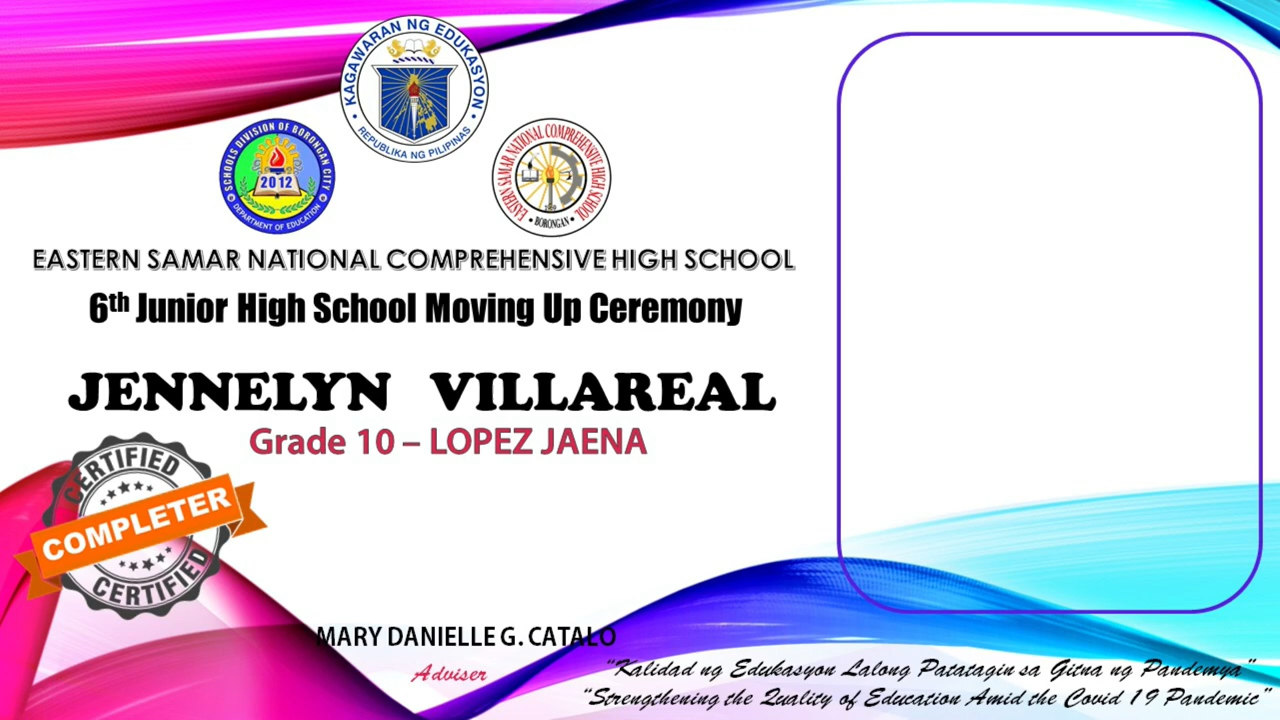 KAGAWARAN NG EDUKASYON
REPUBLIKA NG PILIPINAS
SCHOOLS DIVISION OF BORONGAN CITY
2012
DEPARTMENT OF EDUCATION
EASTERN SAMAR NATIONAL COMPREHENSIVE HIGH SCHOOL
BORONGAN
EASTERN SAMAR NATIONAL COMPREHENSIVE HIGH SCHOOL
6th Junior High School Moving Up Ceremony
JENNELYN VILLAREAL
Grade 10 – LOPEZ JAENA
CERTIFIED
COMPLETER
CERTIFIED
MARY DANIELLE G. CATALO
Adviser
"Kalidad ng Edukasyon Lalong Patatagin sa Gitna ng Pandemya"
"Strengthening the Quality of Education Amid the Covid 19 Pandemic"